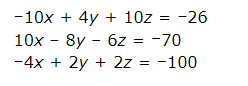 −10x + 4y + 10z = −26
10x − 8y − 6z = −70
−4x + 2y + 2z = −100